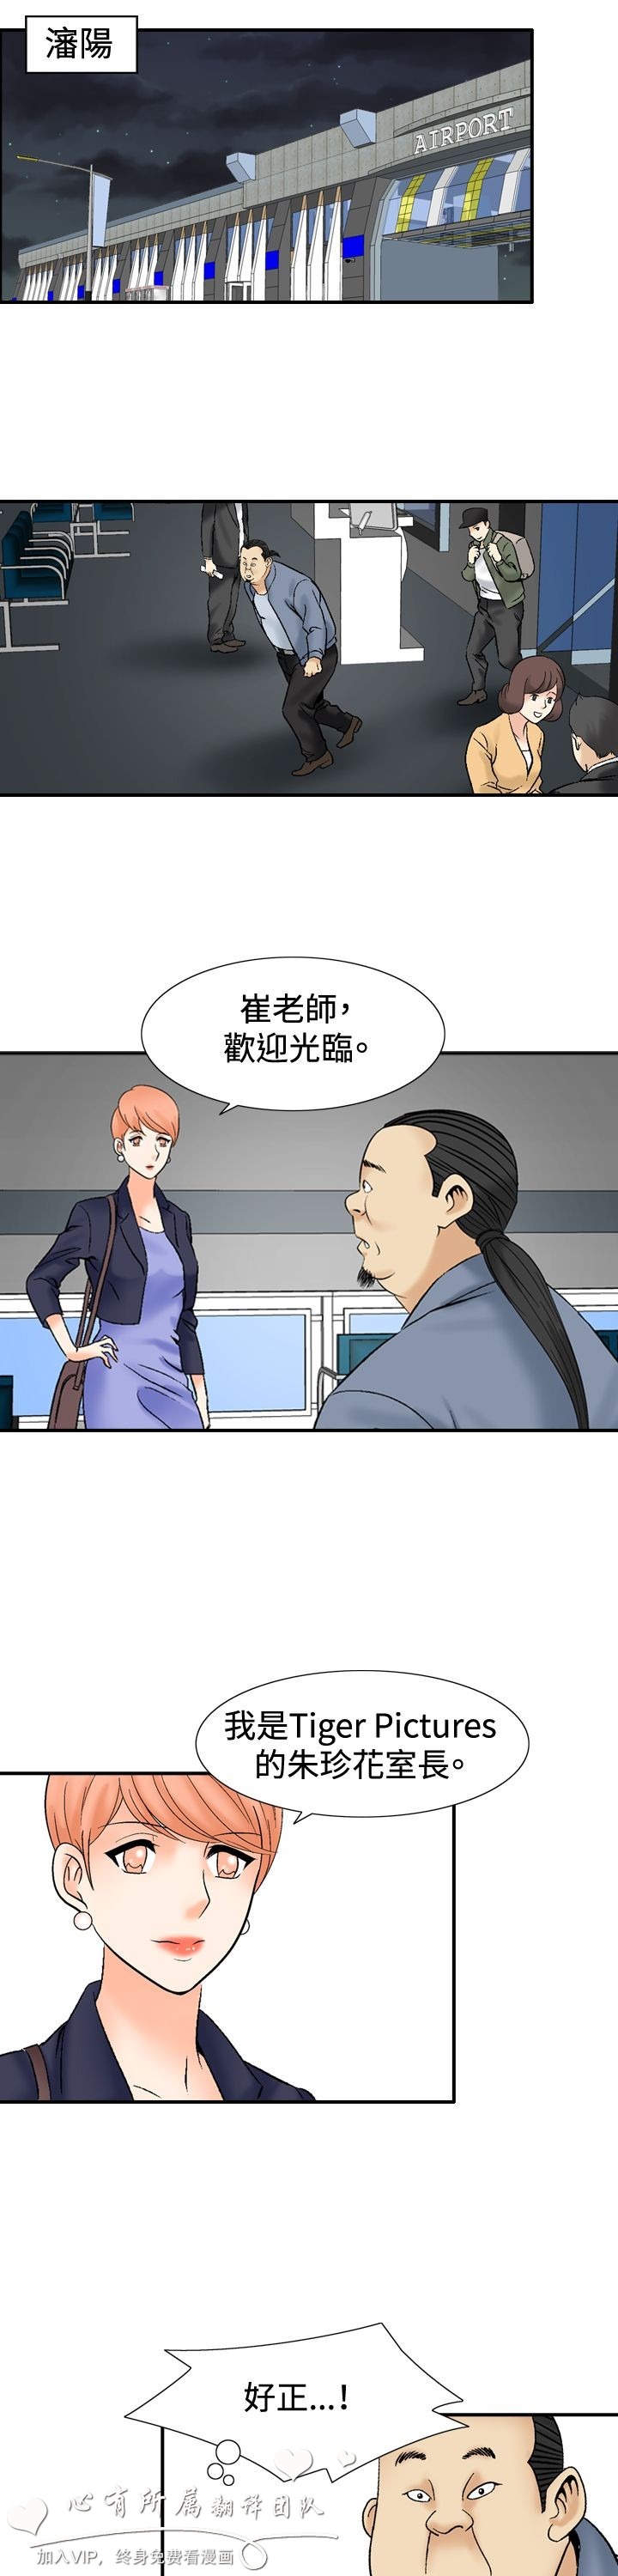 瀋陽
AIRPORT
崔老師,
歡迎光臨。
我是Tiger Pictures
的朱珍花室長。
好正...!
心有所属翻译团队
加入VIP，终身免费看漫画